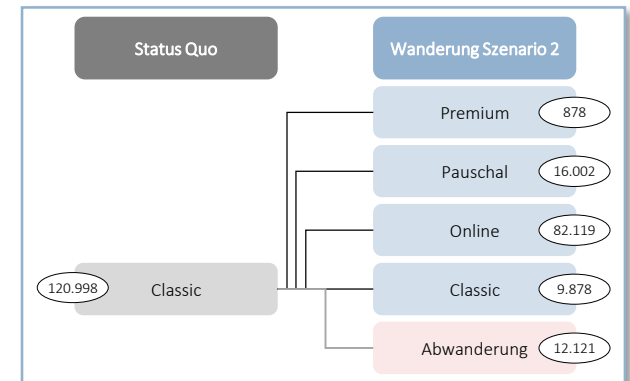 Status Quo
Wanderung Szenario 2
Premium
878
Pauschal
16.002
Online
82.119
120.998
Classic
Classic
9.878
Abwanderung
12.121